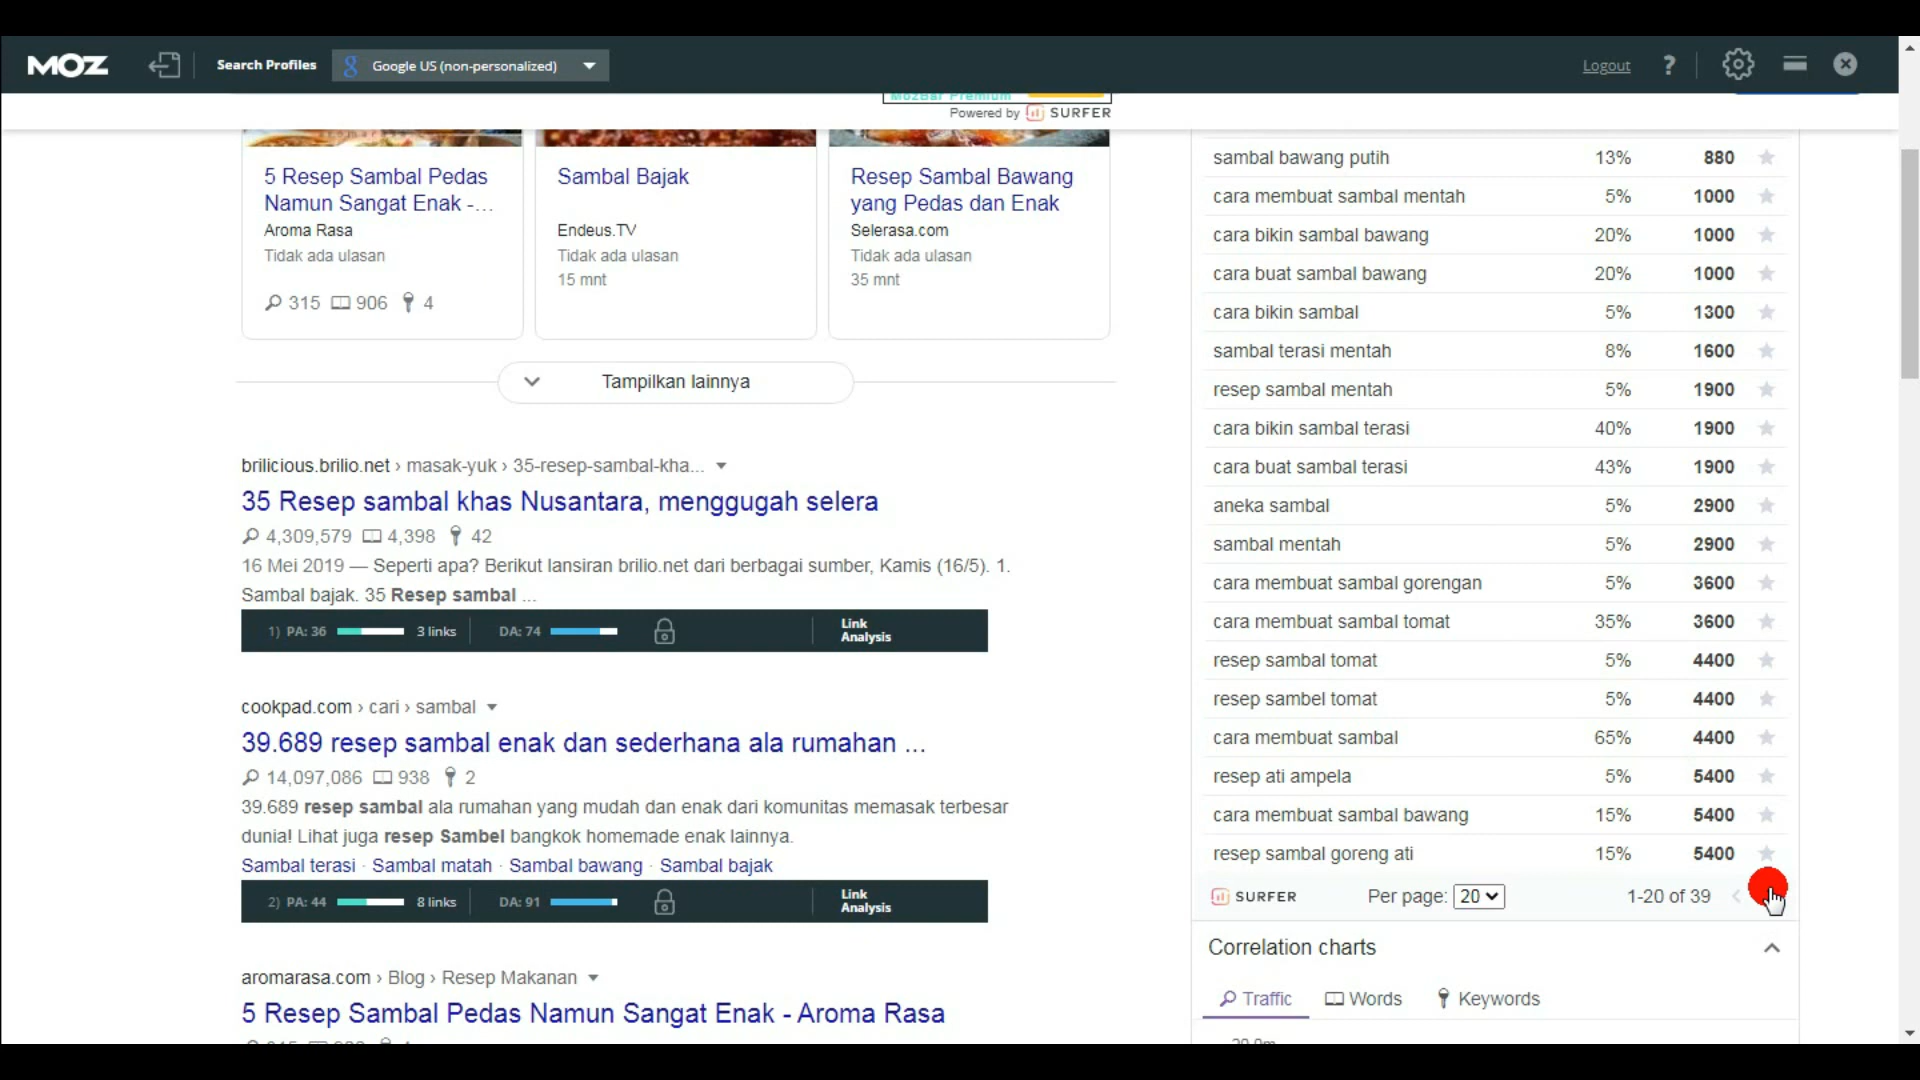 MOZ Search Profiles Google US (non-personalized) Logout ?
MozBar Premium
Powered by SURFER
5 Resep Sambal Pedas
Namun Sangat Enak -...
Aroma Rasa
Tidak ada ulasan
315 906 4
Sambal Bajak
Endeus.TV
Tidak ada ulasan
15 mnt
Resep Sambal Bawang
yang Pedas dan Enak
Selerasa.com
Tidak ada ulasan
35 mnt
Tampilkan lainnya
brilicious.brilio.net › masak-yuk › 35-resep-sambal-kha...
35 Resep sambal khas Nusantara, menggugah selera
4,309,579 4,398 42
16 Mei 2019 — Seperti apa? Berikut lansiran brilio.net dari berbagai sumber, Kamis (16/5). 1.
Sambal bajak. 35 Resep sambal ...
1) PA: 36 3 links DA: 74 Link
Analysis
cookpad.com › cari › sambal
39.689 resep sambal enak dan sederhana ala rumahan ...
14,097,086 938 2
39.689 resep sambal ala rumahan yang mudah dan enak dari komunitas memasak terbesar
dunia! Lihat juga resep Sambel bangkok homemade enak lainnya.
Sambal terasi · Sambal matah · Sambal bawang · Sambal bajak
2) PA: 44 8 links DA: 91 Link
Analysis
aromarasa.com › Blog › Resep Makanan
5 Resep Sambal Pedas Namun Sangat Enak - Aroma Rasa
sambal bawang putih 13% 880
cara membuat sambal mentah 5% 1000
cara bikin sambal bawang 20% 1000
cara buat sambal bawang 20% 1000
cara bikin sambal 5% 1300
sambal terasi mentah 8% 1600
resep sambal mentah 5% 1900
cara bikin sambal terasi 40% 1900
cara buat sambal terasi 43% 1900
aneka sambal 5% 2900
sambal mentah 5% 2900
cara membuat sambal gorengan 5% 3600
cara membuat sambal tomat 35% 3600
resep sambal tomat 5% 4400
resep sambel tomat 5% 4400
cara membuat sambal 65% 4400
resep ati ampela 5% 5400
cara membuat sambal bawang 15% 5400
resep sambal goreng ati 15% 5400
SURFER Per page: 20 1-20 of 39
Correlation charts
Traffic Words Keywords